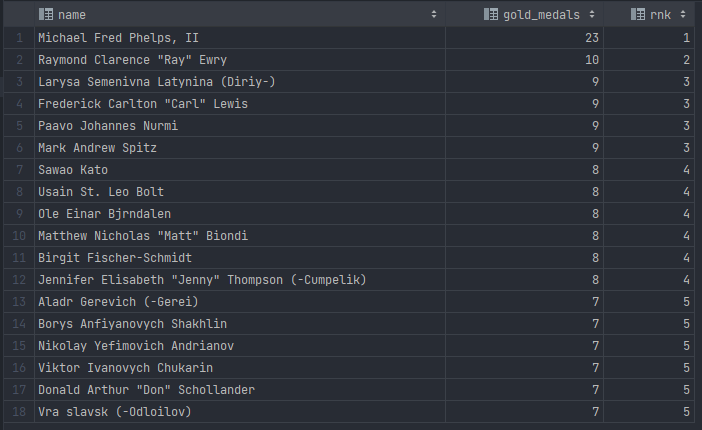 name gold_medals rnk
1 Michael Fred Phelps, II 23 1
2 Raymond Clarence "Ray" Ewry 10 2
3 Larysa Semenivna Latynina (Diriy-) 9 3
4 Frederick Carlton "Carl" Lewis 9 3
5 Paavo Johannes Nurmi 9 3
6 Mark Andrew Spitz 9 3
7 Sawao Kato 8 4
8 Usain St. Leo Bolt 8 4
9 Ole Einar Bjrndalen 8 4
10 Matthew Nicholas "Matt" Biondi 8 4
11 Birgit Fischer-Schmidt 8 4
12 Jennifer Elisabeth "Jenny" Thompson (-Cumpelik) 8 4
13 Aladr Gerevich (-Gerei) 7 5
14 Borys Anfiyanovych Shakhlin 7 5
15 Nikolay Yefimovich Andrianov 7 5
16 Viktor Ivanovych Chukarin 7 5
17 Donald Arthur "Don" Schollander 7 5
18 Vra slavsk (-Odloilov) 7 5